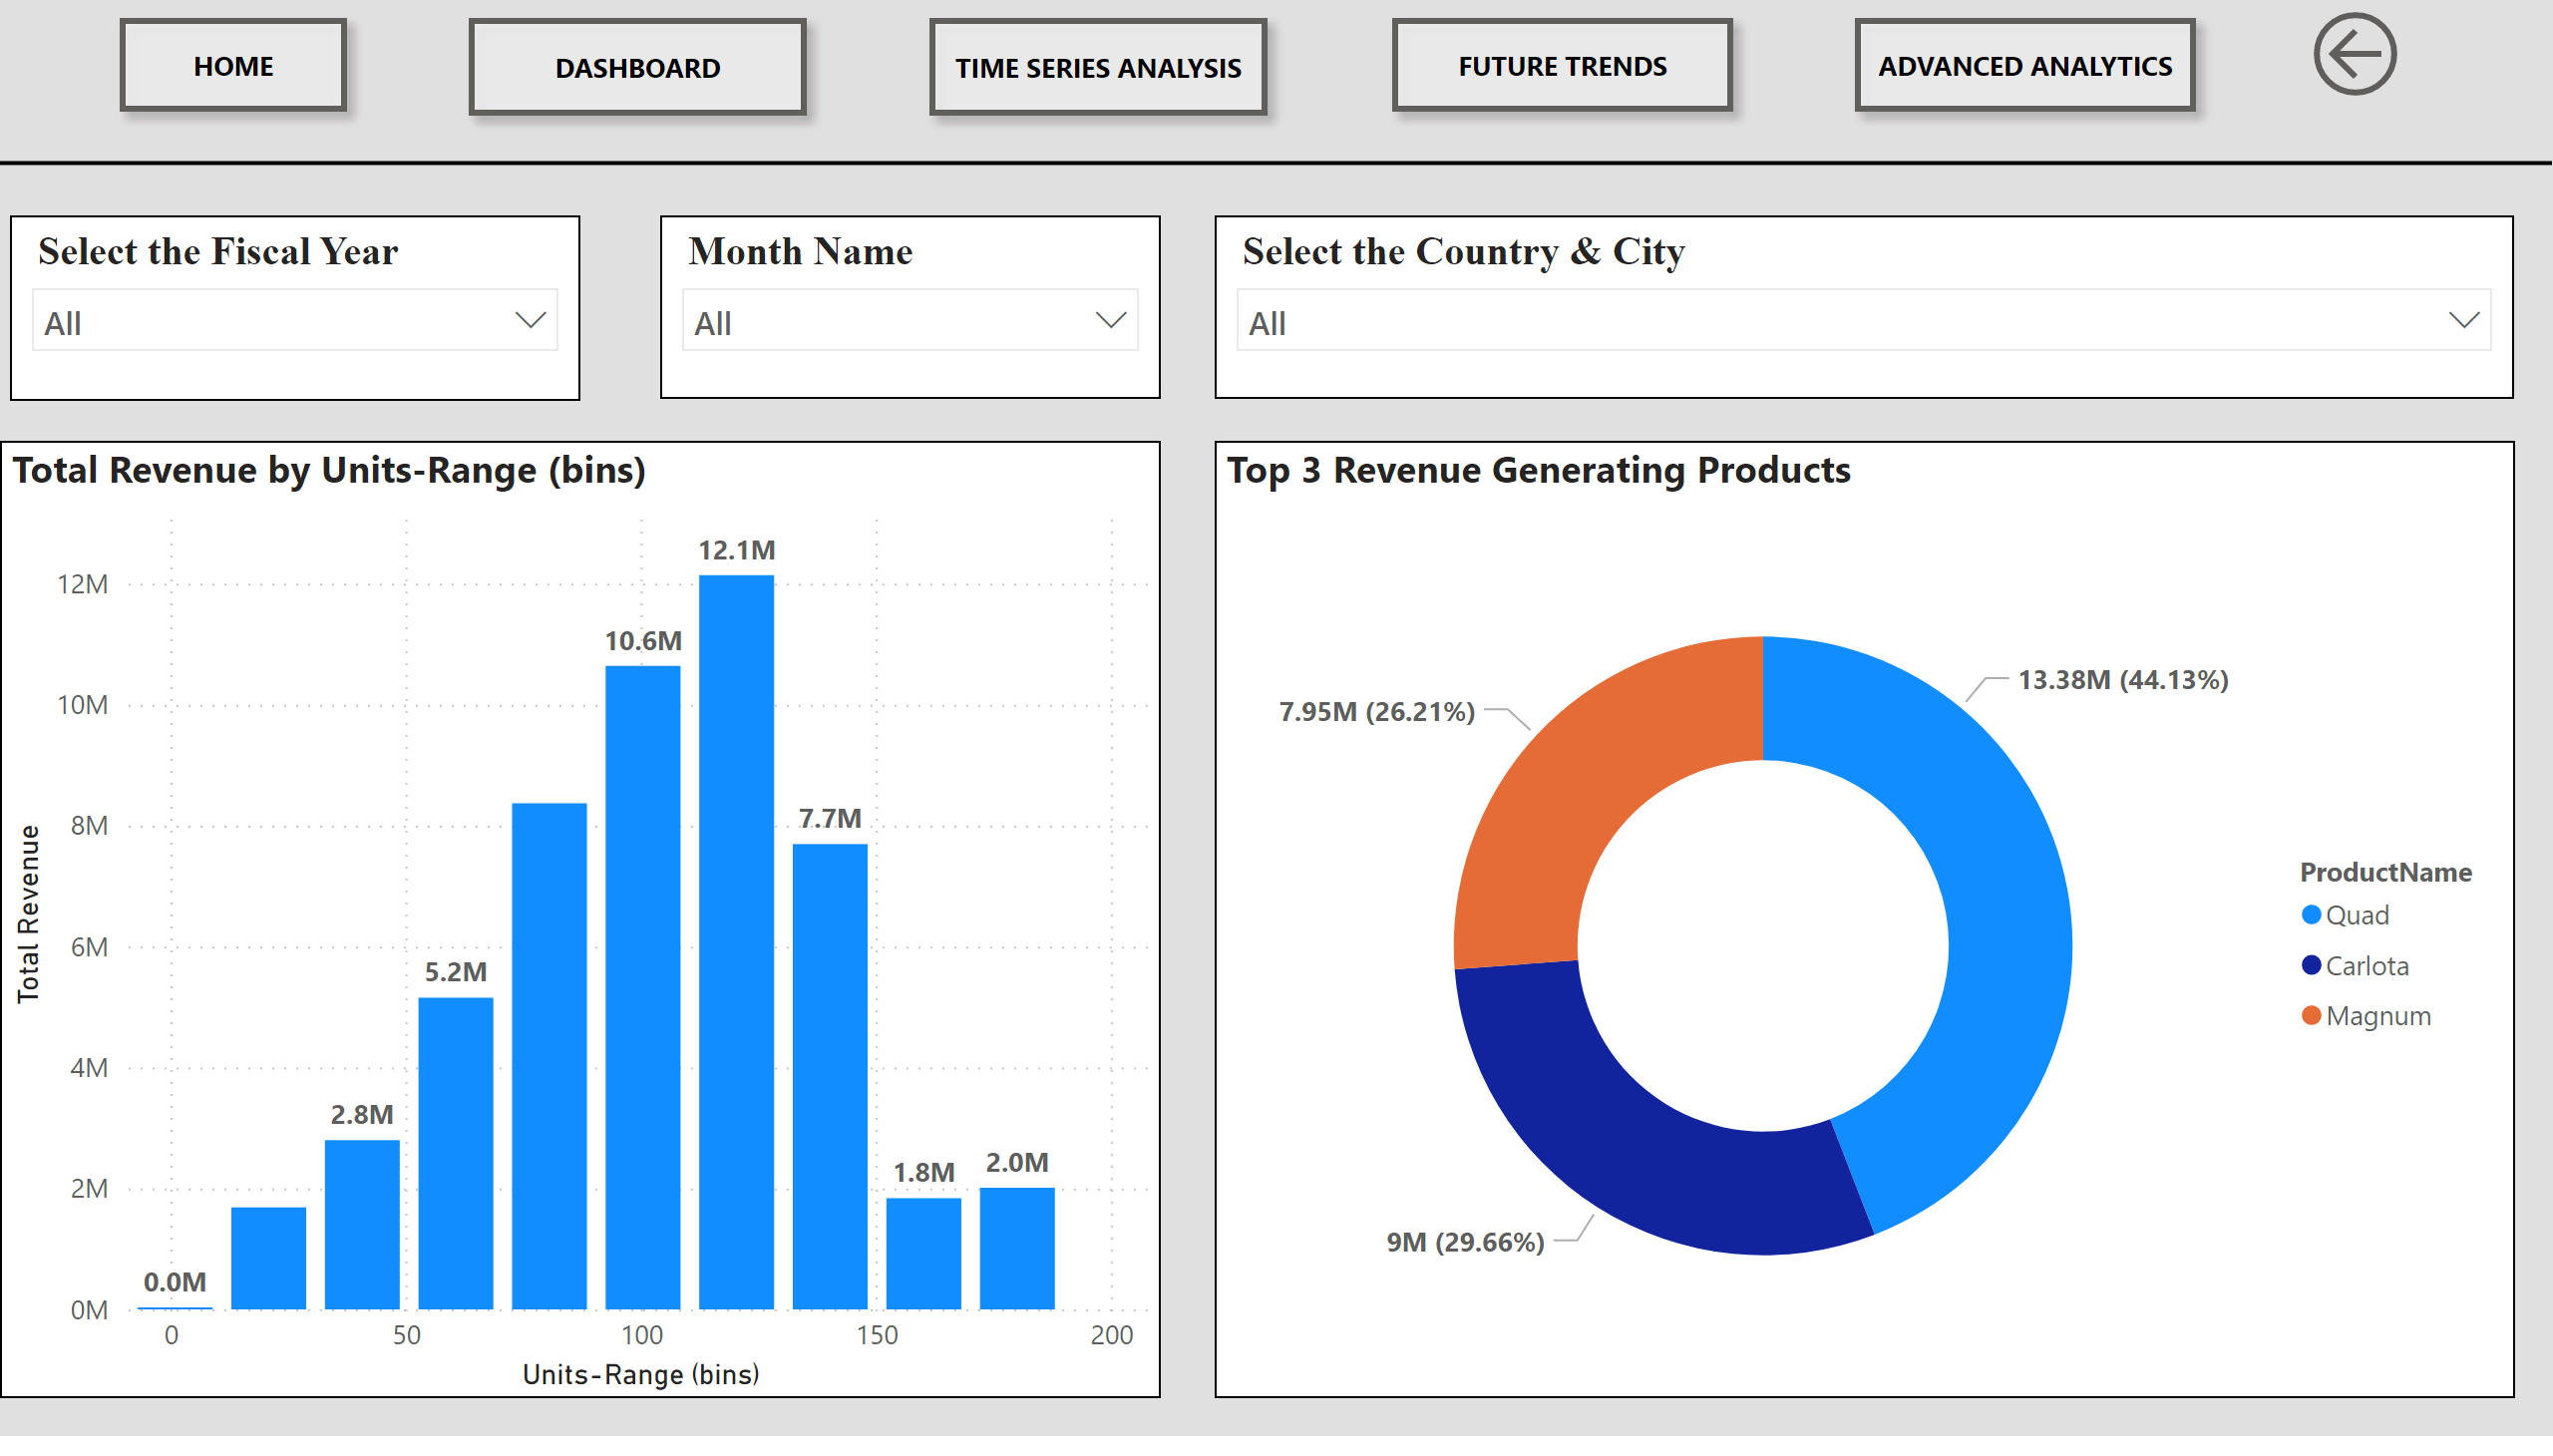 HOME
DASHBOARD
TIME SERIES ANALYSIS
FUTURE TRENDS
ADVANCED ANALYTICS
Select the Fiscal Year
All
Month Name
All
Select the Country & City
All
Total Revenue by Units-Range (bins)
12.1M
12M
10.6M
10M
7.7M
8M
Total Revenue
6M
5.2M
4M
2.8M
2M
1.8M
2.0M
0.0M
0M
0
50
100
150
200
Units-Range (bins)
Top 3 Revenue Generating Products
13.38M (44.13%)
7.95M (26.21%)
9M (29.66%)
ProductName
Quad
Carlota
Magnum